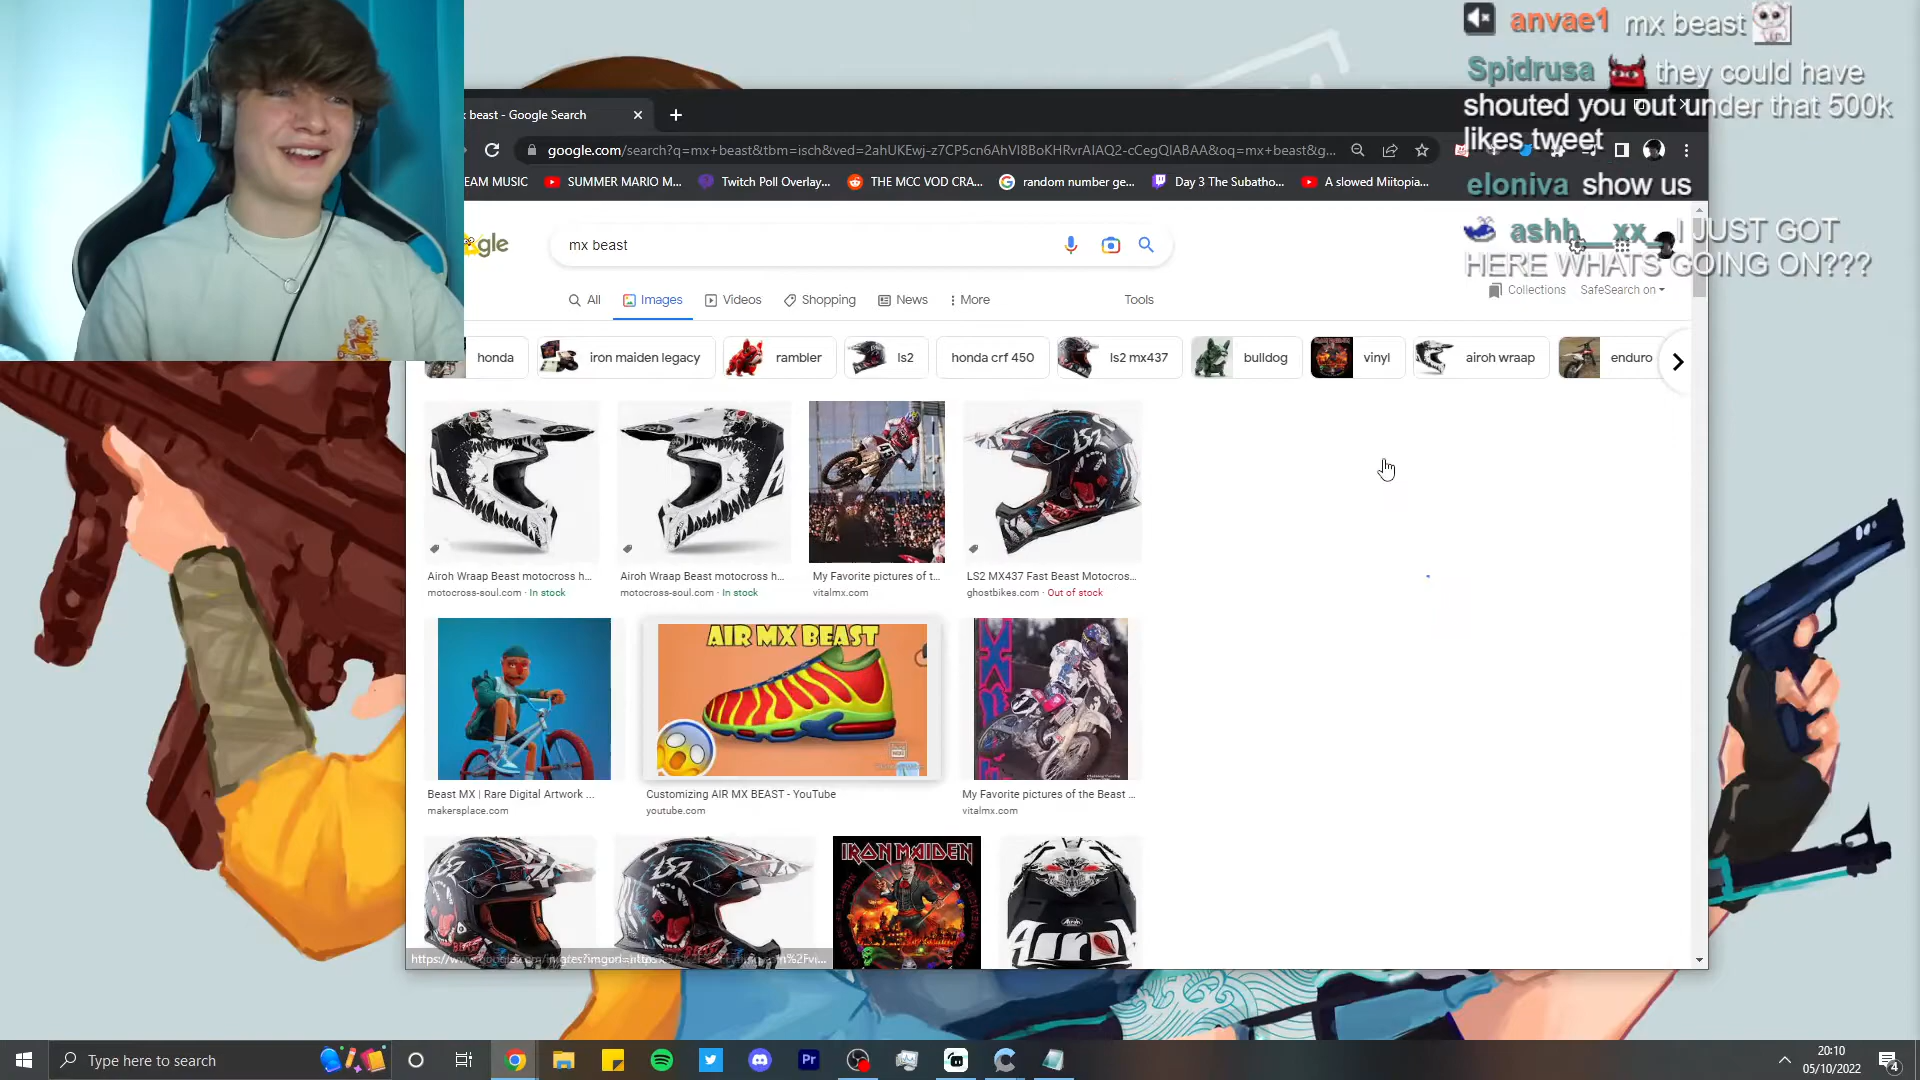 anvae1 mx beast
Spidrusa they could have
shouted you out under that 500k
likes tweet
eloniva show us
ashh__xx_ I JUST GOT
HERE WHATS GOING ON???
beast - Google Search
google.com/search?q=mx+beast&tbm=isch&ved=2ahUKEwj-z7CP5cn6AhVI8BoKHRvrAIAQ2-cCegQIABAA&oq=mx+beast&g...
EAM MUSIC SUMMER MARIO M... Twitch Poll Overlay... THE MCC VOD CRA... random number ge... Day 3 The Subatho... A slowed Miitopia...
gle mx beast
All Images Videos Shopping News More Tools
Collections SafeSearch on
honda iron maiden legacy rambler ls2 honda crf 450 ls2 mx437 bulldog vinyl airoh wraap enduro
Airoh Wraap Beast motocross h... Airoh Wraap Beast motocross h... My Favorite pictures of t... LS2 MX437 Fast Beast Motocros...
motocross-soul.com · In stock motocross-soul.com · In stock vitalmx.com ghostbikes.com · Out of stock
AIR MX BEAST
Beast MX | Rare Digital Artwork ... Customizing AIR MX BEAST - YouTube My Favorite pictures of the Beast ...
makersplace.com youtube.com vitalmx.com
IRON MAIDEN
Airoh
Type here to search
20:10
05/10/2022
4